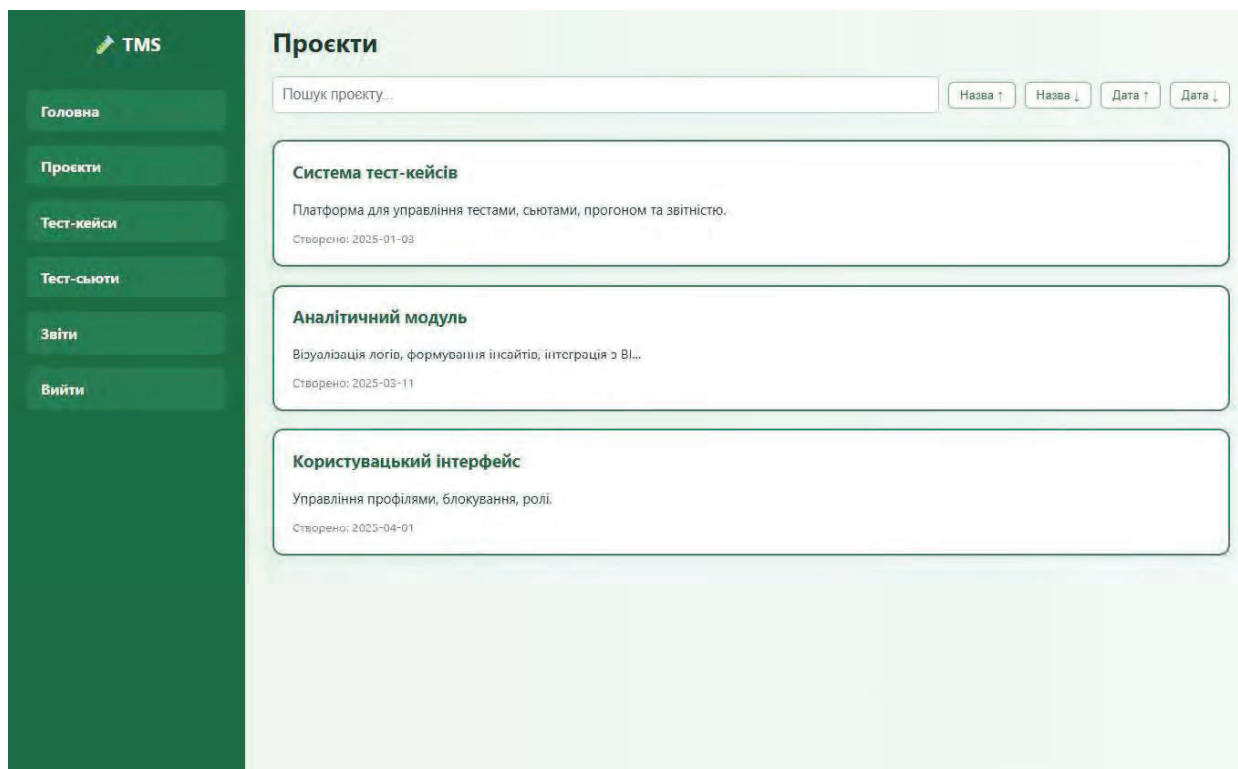 TMS
Головна
Проєкти
Тест-кейси
Тест-сьюти
Звіти
Вийти
Проєкти
Пошук проєкту...
Назва ↑
Назва ↓
Дата ↑
Дата ↓
Система тест-кейсів
Платформа для управління тестами, сьютами, прогоном та звітністю.
Створено: 2025-01-03
Аналітичний модуль
Візуалізація логів, формування інсайтів, інтеграція з BI...
Створено: 2025-03-11
Користувацький інтерфейс
Управління профілями, блокування, ролі.
Створено: 2025-04-01